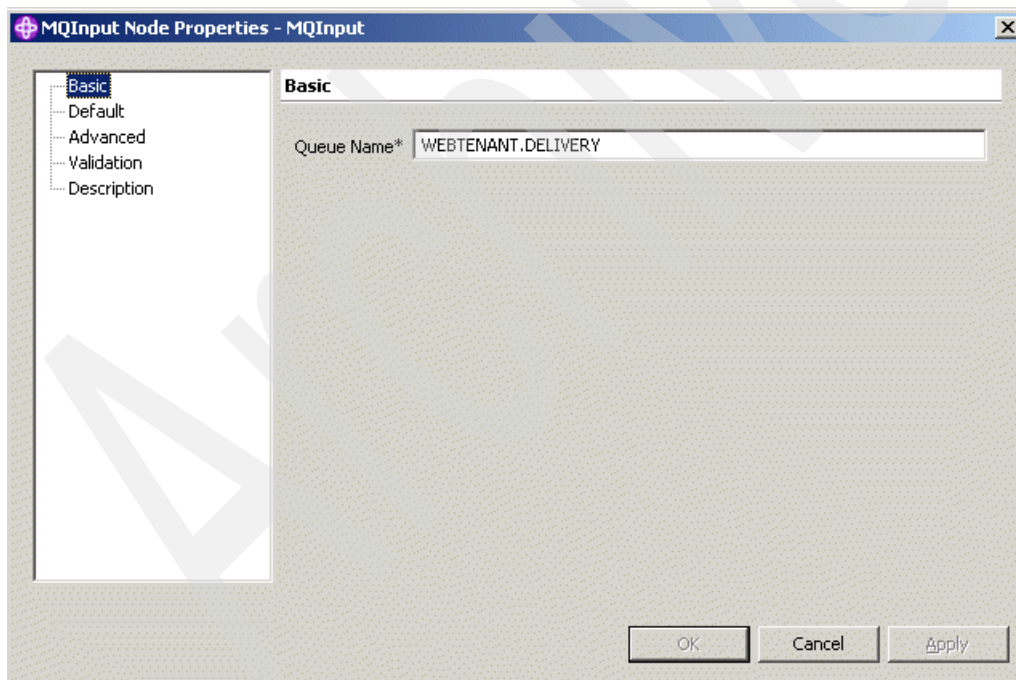 MQInput Node Properties - MQInput
Basic
Default
Advanced
Validation
Description
Basic
Queue Name* WEBTENANT.DELIVERY
OK Cancel Apply